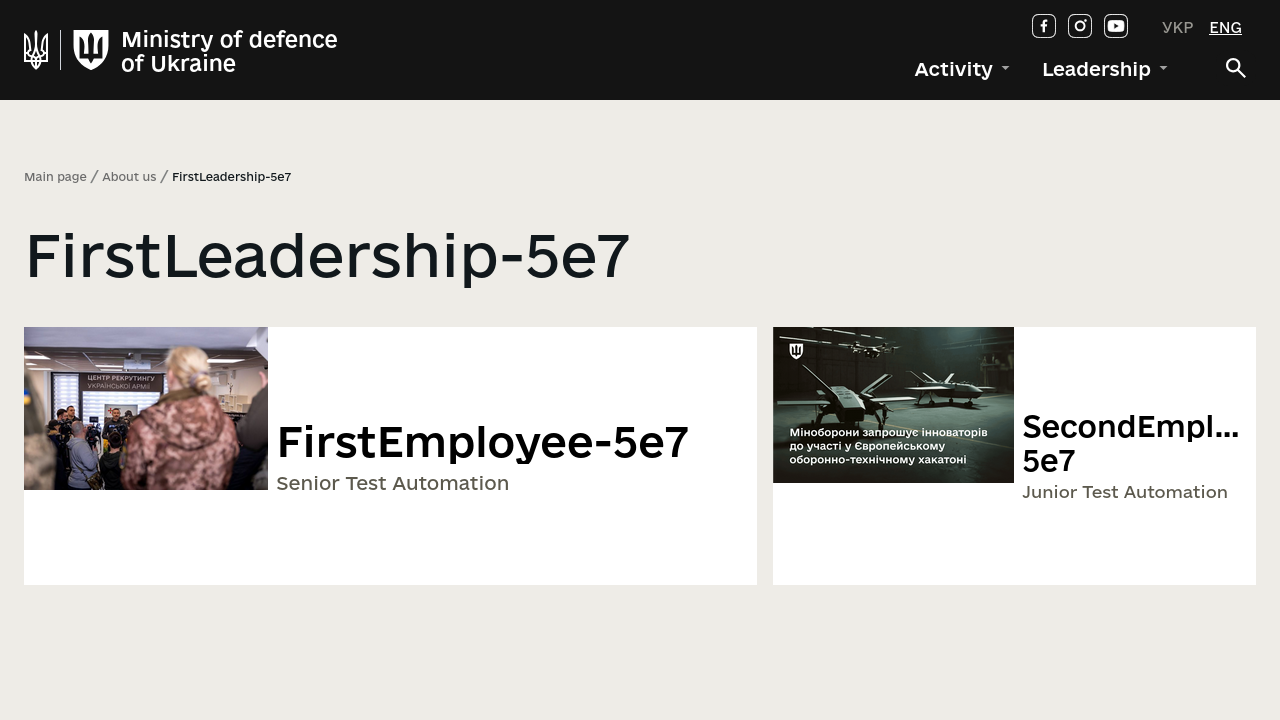 Ministry of defence
of Ukraine
УКР ENG
Activity Leadership
Main page / About us / FirstLeadership-5e7
FirstLeadership-5e7
ЦЕНТР РЕКРУТИНГУ
УКРАЇНСЬКОЇ АРМІЇ
FirstEmployee-5e7
Senior Test Automation
Міноборони запрошує інноваторів
до участі у Європейському
оборонно-технічному хакатоні
SecondEmpl...
5e7
Junior Test Automation